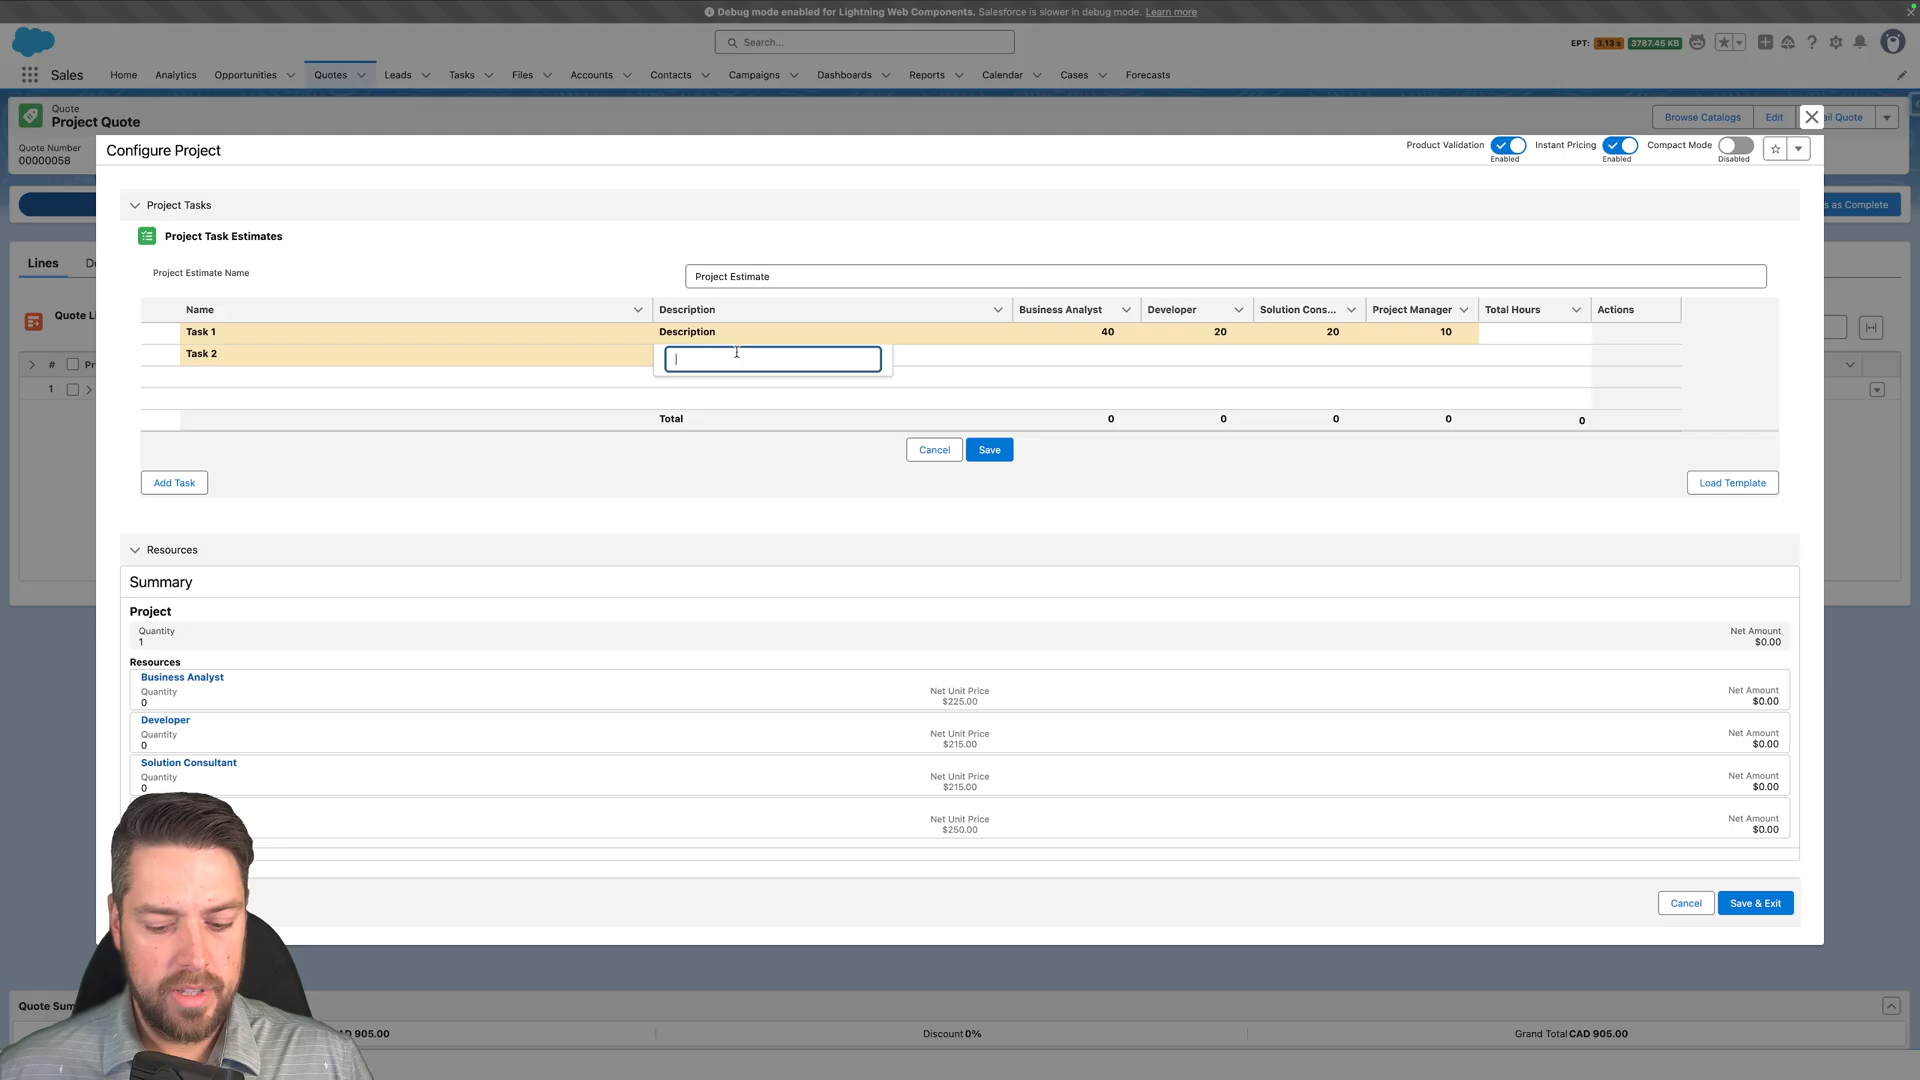 Debug mode enabled for Lightning Web Components. Salesforce is slower in debug mode. Learn more
Search...
EPT: 3.13 s 3787.45 KB
Sales Home Analytics Opportunities Quotes Leads Tasks Files Accounts Contacts Campaigns Dashboards Reports Calendar Cases Forecasts
Quote
Project Quote
Browse Catalogs Edit ail Quote
Quote Number
00000058
Configure Project
Product Validation Enabled Instant Pricing Enabled Compact Mode Disabled
s as Complete
Project Tasks
Project Task Estimates
Lines D
Project Estimate Name Project Estimate
Quote Li
Name Description Business Analyst Developer Solution Cons... Project Manager Total Hours Actions
Task 1 Description 40 20 20 10
Task 2
# Pr
1
Total 0 0 0 0 0
Cancel Save
Add Task Load Template
Resources
Summary
Project
Quantity Net Amount
1 $0.00
Resources
Business Analyst
Quantity Net Unit Price Net Amount
0 $225.00 $0.00
Developer
Quantity Net Unit Price Net Amount
0 $215.00 $0.00
Solution Consultant
Quantity Net Unit Price Net Amount
0 $215.00 $0.00
Net Unit Price Net Amount
$250.00 $0.00
Cancel Save & Exit
Quote Sum
D 905.00 Discount 0% Grand Total CAD 905.00